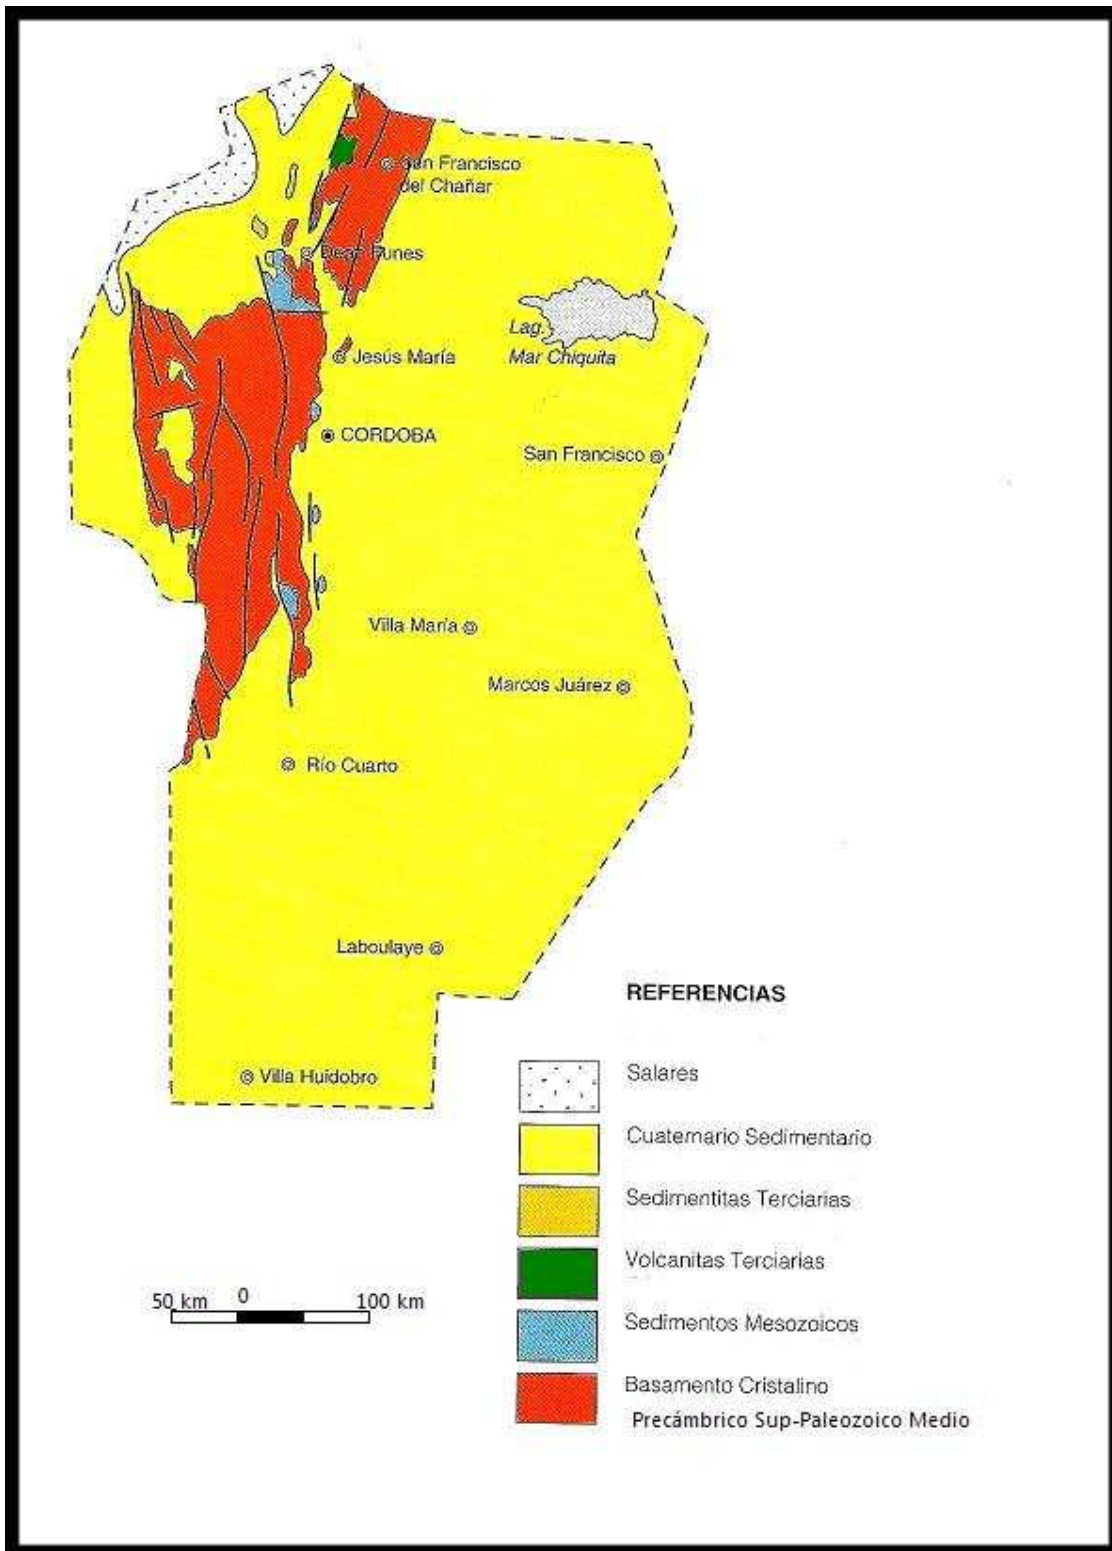 San Francisco
del Chañar
Dean Funes
Lag.
Mar Chiquita
Jesús María
CORDOBA
San Francisco
Villa María
Marcos Juárez
Río Cuarto
Laboulaye
Villa Huidobro
REFERENCIAS
Salares
Cuaternario Sedimentario
Sedimentitas Terciarias
Volcanitas Terciarias
50 km 0 100 km
Sedimentos Mesozoicos
Basamento Cristalino
Precámbrico Sup-Paleozoico Medio